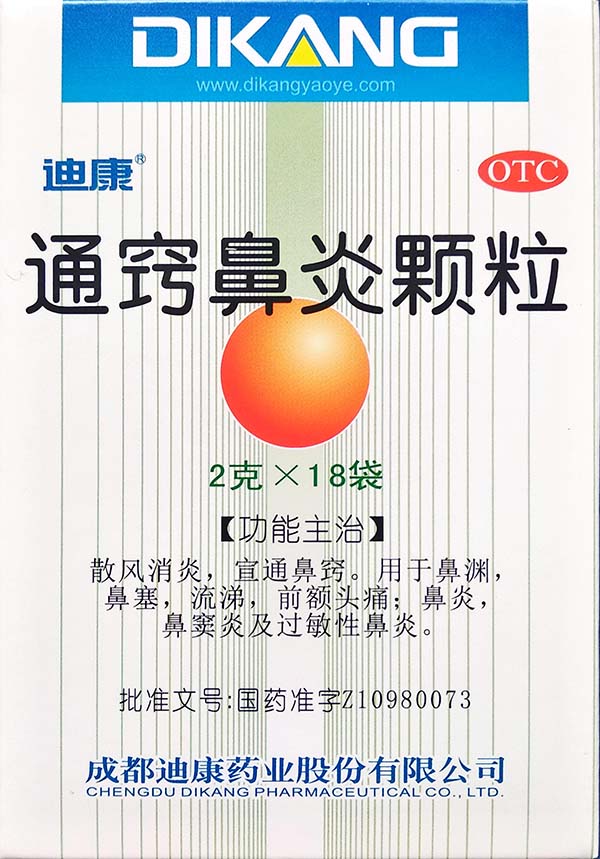 DIKANG
www.dikangyaoye.com
迪康®
OTC
通窍鼻炎颗粒
2克×18袋
【功能主治】
散风消炎，宣通鼻窍。用于鼻渊，
鼻塞，流涕，前额头痛；鼻炎，
鼻窦炎及过敏性鼻炎。
批准文号:国药准字Z10980073
成都迪康药业股份有限公司
CHENGDU DIKANG PHARMACEUTICAL CO., LTD.